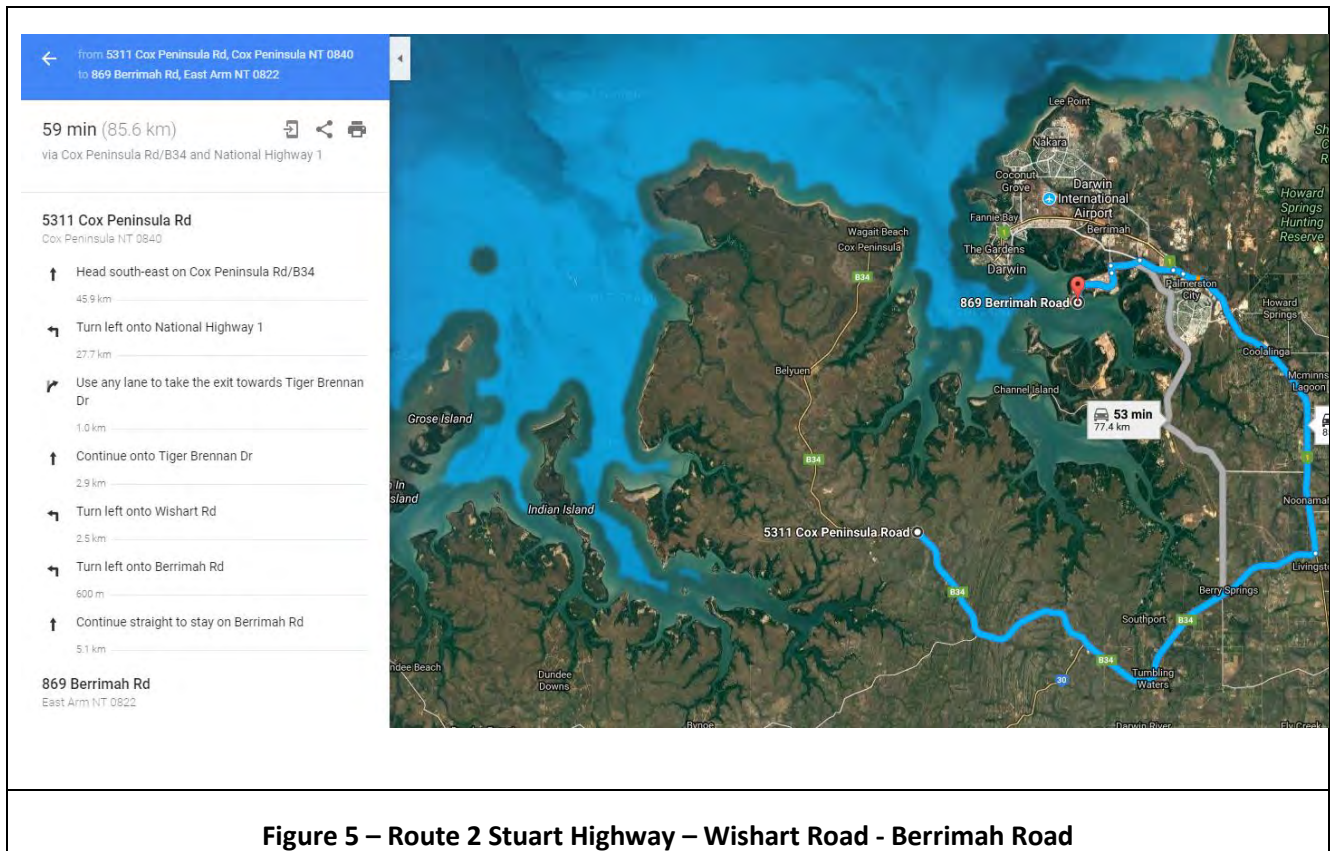 from 5311 Cox Peninsula Rd, Cox Peninsula NT 0840
to 869 Berrimah Rd, East Arm NT 0822
59 min (85.6 km)
via Cox Peninsula Rd/B34 and National Highway 1
5311 Cox Peninsula Rd
Cox Peninsula NT 0840
Head south-east on Cox Peninsula Rd/B34
45.9 km
Turn left onto National Highway 1
27.7 km
Use any lane to take the exit towards Tiger Brennan
Dr
1.0 km
Continue onto Tiger Brennan Dr
2.9 km
Turn left onto Wishart Rd
2.5 km
Turn left onto Berrimah Rd
600 m
Continue straight to stay on Berrimah Rd
5.1 km
869 Berrimah Rd
East Arm NT 0822
Lee Point
Nakara
Coconut
Grove
Darwin
International
Airport
Fannie Bay
Berrimah
1
The Gardens
Darwin
Howard
Springs
Hunting
Reserve
Wagait Beach
Cox Peninsula
B34
1
Palmerston
City
869 Berrimah Road
Howard
Springs
Coolalinga
Mcminns
Lagoon
Belyuen
Channel Island
53 min
77.4 km
Grose Island
B34
1
Indian Island
Noonamah
5311 Cox Peninsula Road
Livingst
B34
Berry Springs
Southport
B34
B34
Tumbling
Waters
30
ndee Beach
Dundee
Downs
Bynoe
Darwin River
Fly Creek
Figure 5 – Route 2 Stuart Highway – Wishart Road - Berrimah Road